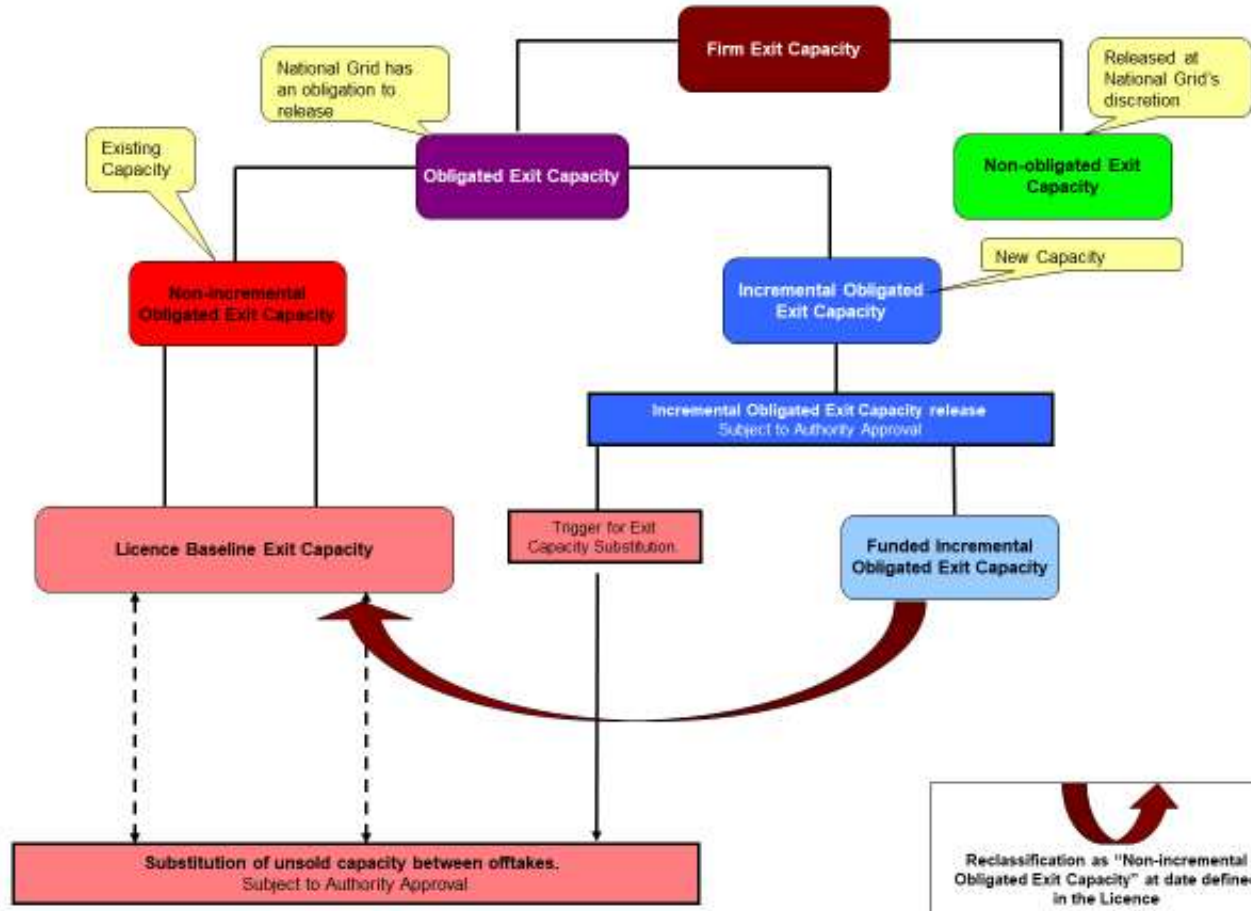 Firm Exit Capacity
National Grid has
an obligation to
release
Released at
National Grid's
discretion
Existing
Capacity
Obligated Exit Capacity
Non-obligated Exit
Capacity
New Capacity
Non-incremental
Obligated Exit Capacity
Incremental Obligated
Exit Capacity
Incremental Obligated Exit Capacity release
Subject to Authority Approval
Licence Baseline Exit Capacity
Trigger for Exit
Capacity Substitution.
Funded Incremental
Obligated Exit Capacity
Substitution of unsold capacity between offtakes.
Subject to Authority Approval
Reclassification as "Non-incremental
Obligated Exit Capacity" at date defined
in the Licence